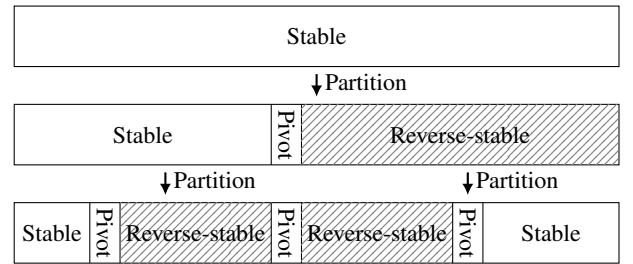 Stable
Partition
Stable Pivot Reverse-stable
Partition Partition
Stable Pivot Reverse-stable Pivot Reverse-stable Pivot Stable